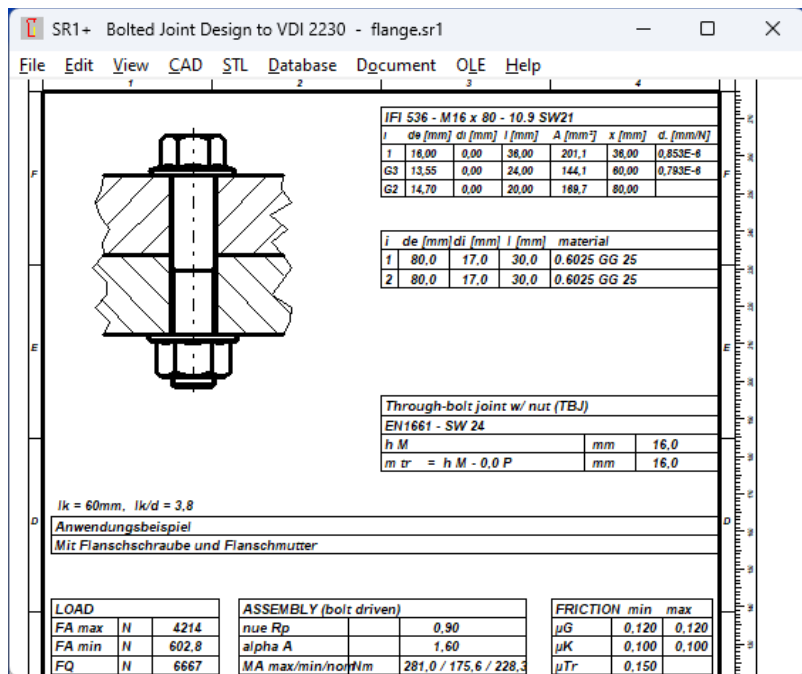 SR1+ Bolted Joint Design to VDI 2230 - flange.sr1
File Edit View CAD STL Database Document OLE Help
1 2 3 4
IFI 536 - M16 x 80 - 10.9 SW21
i de [mm] di [mm] l [mm] A [mm²] x [mm] d. [mm/N]
1 16,00 0,00 36,00 201,1 36,00 0,853E-6
G3 13,55 0,00 24,00 144,1 60,00 0,793E-6
G2 14,70 0,00 20,00 169,7 80,00
F F
i de [mm] di [mm] l [mm] material
1 80,0 17,0 30,0 0.6025 GG 25
2 80,0 17,0 30,0 0.6025 GG 25
E E
Through-bolt joint w/ nut (TBJ)
EN1661 - SW 24
h M mm 16,0
m tr = h M - 0,0 P mm 16,0
lk = 60mm, lk/d = 3,8
D D
Anwendungsbeispiel
Mit Flanschschraube und Flanschmutter
LOAD ASSEMBLY (bolt driven) FRICTION min max
FA max N 4214 nue Rp 0,90 µG 0,120 0,120
FA min N 602,8 alpha A 1,60 µK 0,100 0,100
FQ N 6667 MA max/min/nom Nm 281,0 / 175,6 / 228,3 µTr 0,150